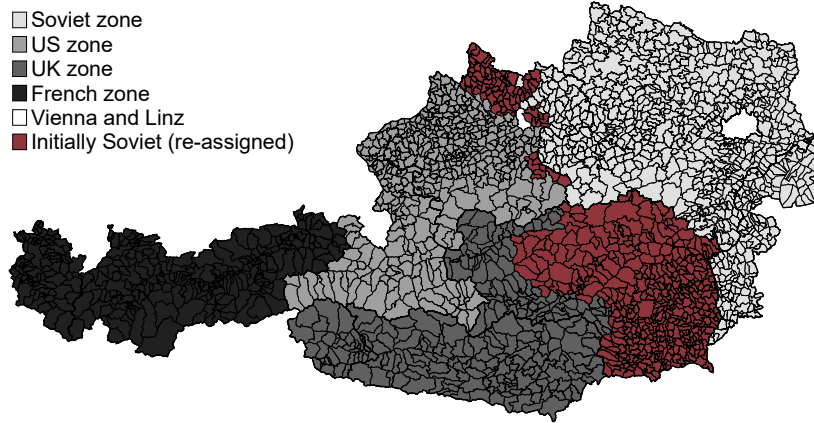 Soviet zone
US zone
UK zone
French zone
Vienna and Linz
Initially Soviet (re-assigned)